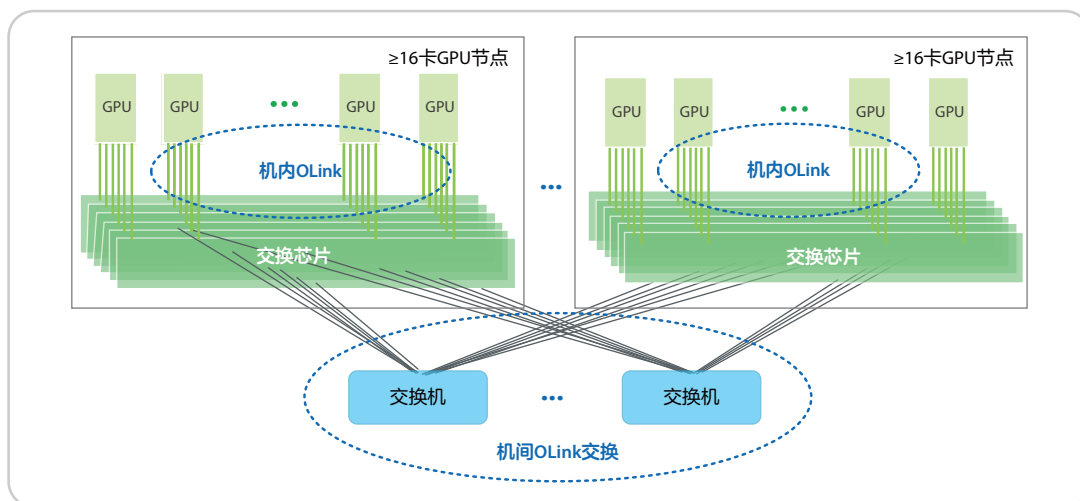 ≥16卡GPU节点
GPU GPU ••• GPU GPU
机内OLink
交换芯片
•••
≥16卡GPU节点
GPU GPU ••• GPU GPU
机内OLink
交换芯片
交换机 ••• 交换机
机间OLink交换